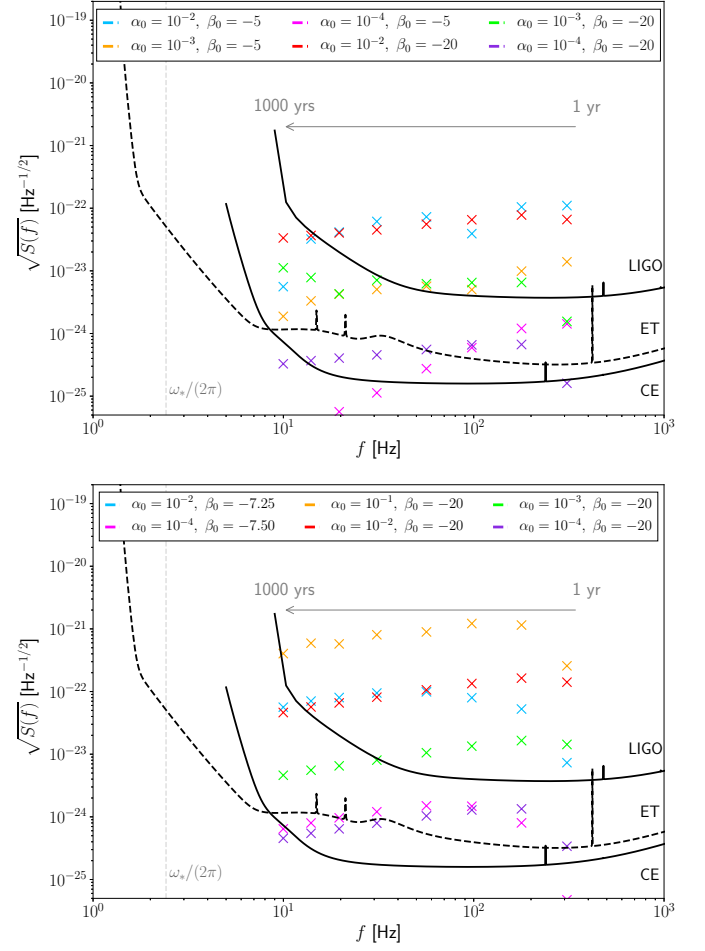 α₀ = 10⁻², β₀ = −5 α₀ = 10⁻⁴, β₀ = −5 α₀ = 10⁻³, β₀ = −20
α₀ = 10⁻³, β₀ = −5 α₀ = 10⁻², β₀ = −20 α₀ = 10⁻⁴, β₀ = −20
10⁻¹⁹
10⁻²⁰
1000 yrs 1 yr
10⁻²¹
10⁻²²
√S(f) [Hz⁻¹ᐟ²]
LIGO
10⁻²³
ET
10⁻²⁴
10⁻²⁵
ω*/(2π) CE
10⁰ 10¹ 10² 10³
f [Hz]
α₀ = 10⁻², β₀ = −7.25 α₀ = 10⁻¹, β₀ = −20 α₀ = 10⁻³, β₀ = −20
α₀ = 10⁻⁴, β₀ = −7.50 α₀ = 10⁻², β₀ = −20 α₀ = 10⁻⁴, β₀ = −20
10⁻¹⁹
10⁻²⁰
1000 yrs 1 yr
10⁻²¹
10⁻²²
√S(f) [Hz⁻¹ᐟ²]
LIGO
10⁻²³
ET
10⁻²⁴
10⁻²⁵
ω*/(2π) CE
10⁰ 10¹ 10² 10³
f [Hz]